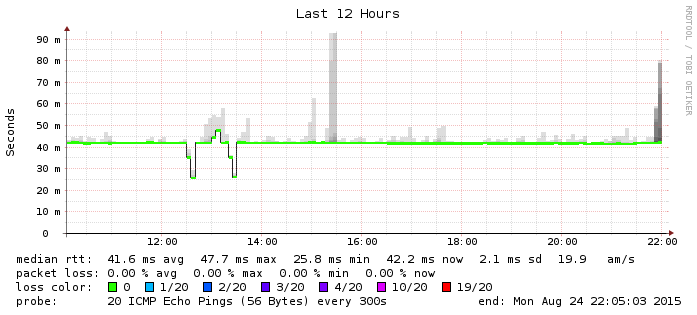 Last 12 Hours
RRDTOOL / TOBI OETIKER
Seconds
90 m
80 m
70 m
60 m
50 m
40 m
30 m
20 m
10 m
0
12:00 14:00 16:00 18:00 20:00 22:00
median rtt: 41.6 ms avg 47.7 ms max 25.8 ms min 42.2 ms now 2.1 ms sd 19.9 am/s
packet loss: 0.00 % avg 0.00 % max 0.00 % min 0.00 % now
loss color: 0 1/20 2/20 3/20 4/20 10/20 19/20
probe: 20 ICMP Echo Pings (56 Bytes) every 300s end: Mon Aug 24 22:05:03 2015